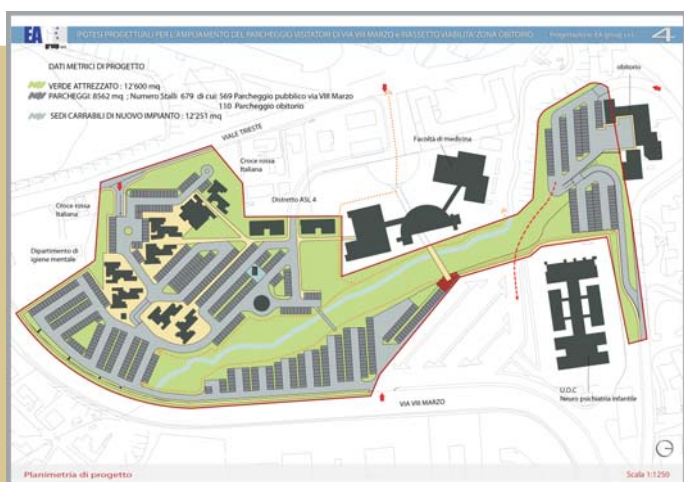 EA
group s.r.l.
IPOTESI PROGETTUALI PER L'AMPLIAMENTO DEL PARCHEGGIO VISITATORI DI VIA VIII MARZO e RIASSETTO VIABILITA' ZONA OBITORIO
Progettazione EA group s.r.l.
4
DATI METRICI DI PROGETTO
VERDE ATTREZZATO : 12'600 mq
PARCHEGGI: 8562 mq ; Numero Stalli 679 di cui: 569 Parcheggio pubblico via VIII Marzo
110 Parcheggio obitorio
SEDI CARRABILI DI NUOVO IMPIANTO : 12'251 mq
obitorio
VIALE TRIESTE
Facoltà di medicina
Croce rossa
Italiana
Croce rossa
Italiana
Distretto ASL 4
Dipartimento di
igiene mentale
U.O.C
Neuro psichiatria infantile
VIA VIII MARZO
Planimetria di progetto
Scala 1:1250